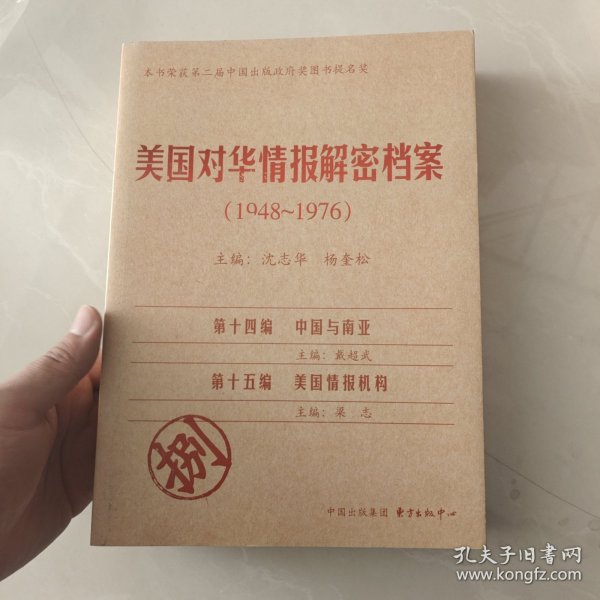 本书荣获第二届中国出版政府奖图书提名奖
美国对华情报解密档案
(1948~1976)
主编：沈志华 杨奎松
第十四编 中国与南亚
主编：戴超武
第十五编 美国情报机构
主编：梁 志
捌
中国出版集团 东方出版中心
孔夫子旧书网
www.kongfz.com